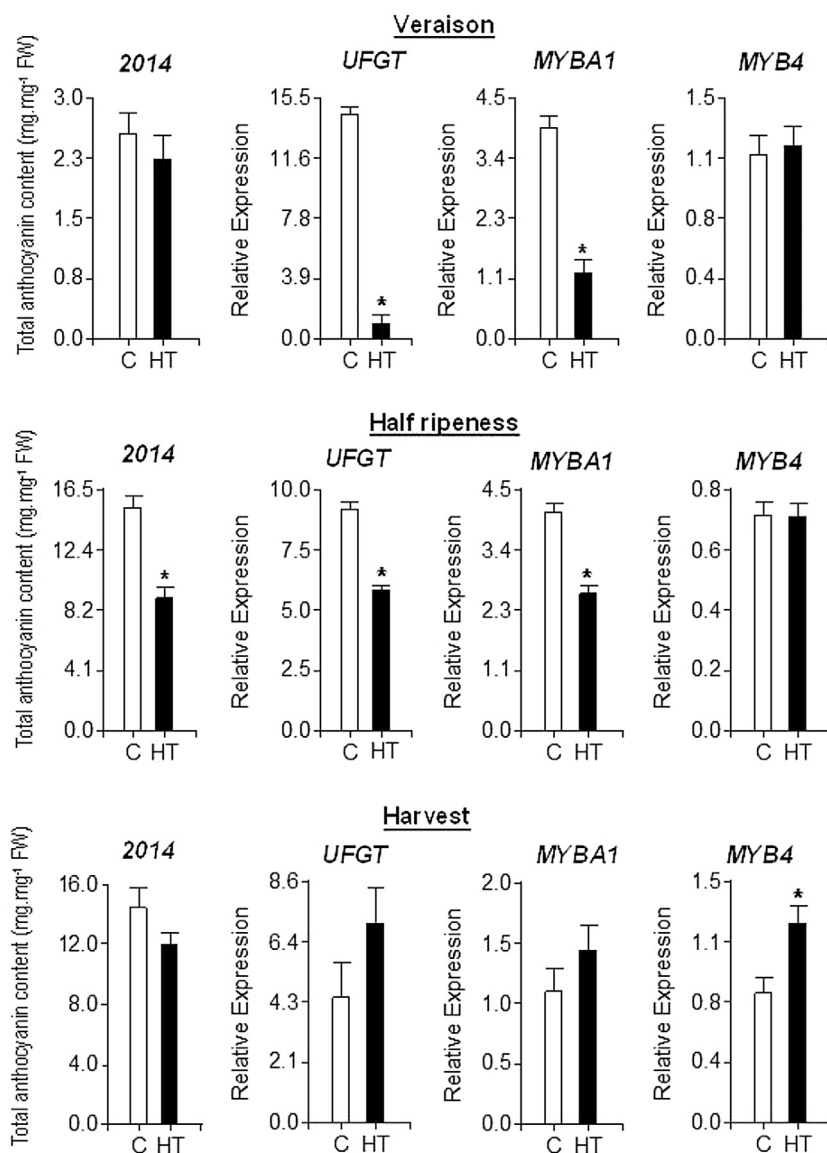 Veraison
2014 UFGT MYBA1 MYB4
Total anthocyanin content (mg.mg-1 FW)
3.0
2.3
1.5
0.8
0.0
C HT
Relative Expression
15.5
11.6
7.8
3.9
0.0
*
C HT
Relative Expression
4.5
3.4
2.3
1.1
0.0
*
C HT
Relative Expression
1.5
1.1
0.8
0.4
0.0
C HT
Half ripeness
2014 UFGT MYBA1 MYB4
Total anthocyanin content (mg.mg-1 FW)
16.5
12.4
8.2
4.1
0.0
*
C HT
Relative Expression
10.0
7.5
5.0
2.5
0.0
*
C HT
Relative Expression
4.5
3.4
2.3
1.1
0.0
*
C HT
Relative Expression
0.8
0.6
0.4
0.2
0.0
C HT
Harvest
2014 UFGT MYBA1 MYB4
Total anthocyanin content (mg.mg-1 FW)
16.0
12.0
8.0
4.0
0.0
C HT
Relative Expression
8.6
6.4
4.3
2.1
0.0
C HT
Relative Expression
2.0
1.5
1.0
0.5
0.0
C HT
Relative Expression
1.5
1.1
0.8
0.4
0.0
*
C HT